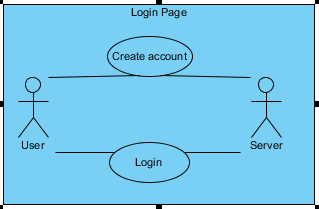 Login Page
Create account
User
Server
Login